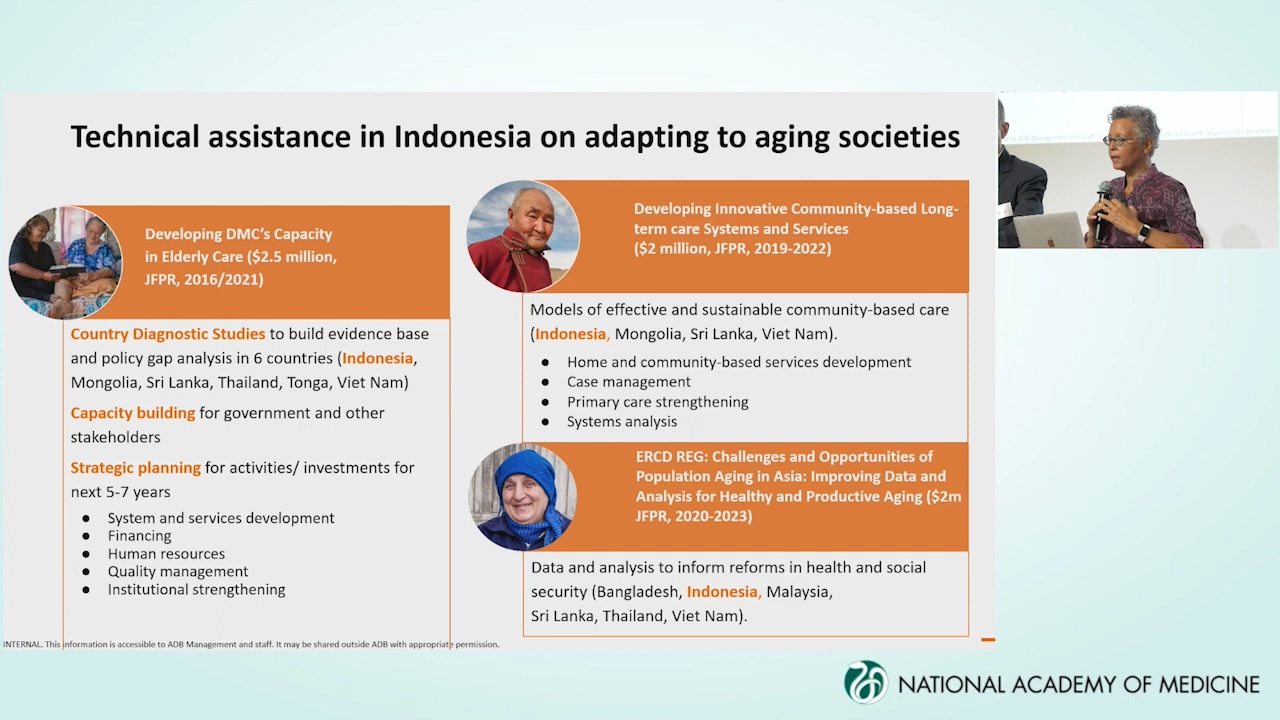 Technical assistance in Indonesia on adapting to aging societies
Developing DMC's Capacity
in Elderly Care ($2.5 million,
JFPR, 2016/2021)
Country Diagnostic Studies to build evidence base
and policy gap analysis in 6 countries (Indonesia,
Mongolia, Sri Lanka, Thailand, Tonga, Viet Nam)
Capacity building for government and other
stakeholders
Strategic planning for activities/ investments for
next 5-7 years
● System and services development
● Financing
● Human resources
● Quality management
● Institutional strengthening
Developing Innovative Community-based Long-
term care Systems and Services
($2 million, JFPR, 2019-2022)
Models of effective and sustainable community-based care
(Indonesia, Mongolia, Sri Lanka, Viet Nam).
● Home and community-based services development
● Case management
● Primary care strengthening
● Systems analysis
ERCD REG: Challenges and Opportunities of
Population Aging in Asia: Improving Data and
Analysis for Healthy and Productive Aging ($2m
JFPR, 2020-2023)
Data and analysis to inform reforms in health and social
security (Bangladesh, Indonesia, Malaysia,
Sri Lanka, Thailand, Viet Nam).
INTERNAL. This information is accessible to ADB Management and staff. It may be shared outside ADB with appropriate permission.
NATIONAL ACADEMY OF MEDICINE